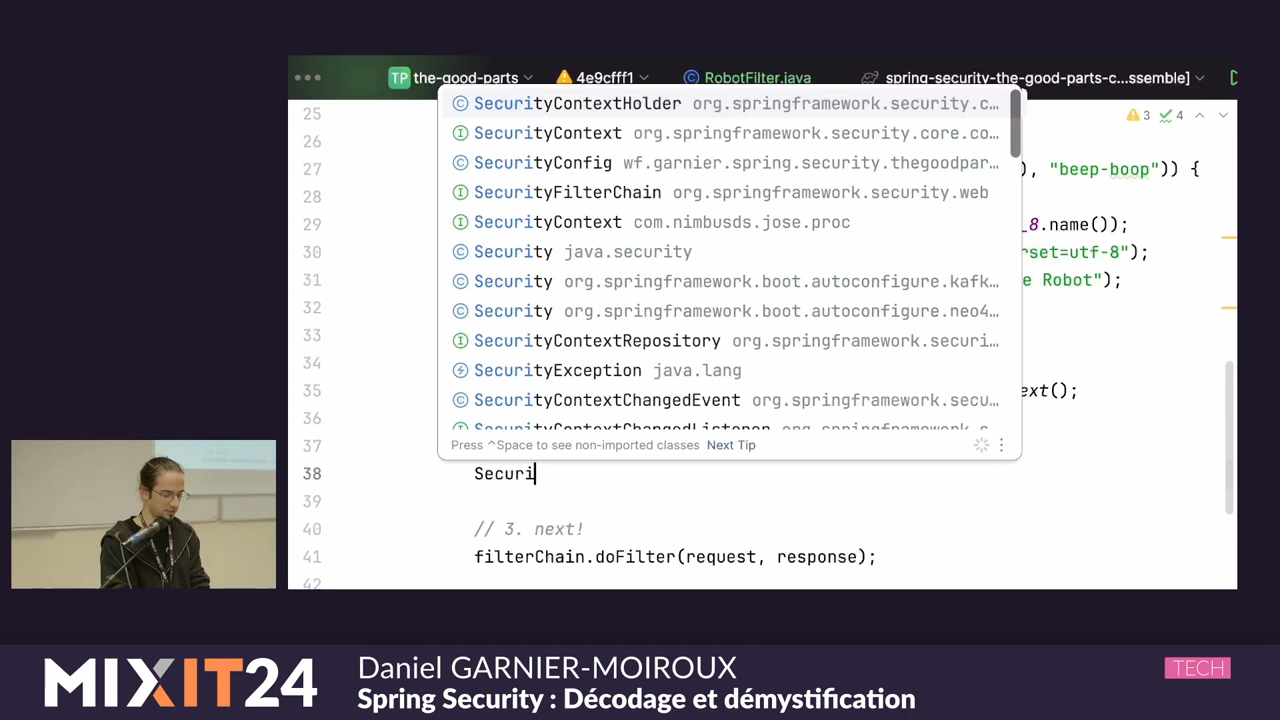 TP the-good-parts
4e9cfff1
RobotFilter.java
spring-security-the-good-parts-c...ssemble]
SecurityContextHolder org.springframework.security.c...
SecurityContext org.springframework.security.core.co...
SecurityConfig wf.garnier.spring.security.thegoodpar...
SecurityFilterChain org.springframework.security.web
SecurityContext com.nimbusds.jose.proc
Security java.security
Security org.springframework.boot.autoconfigure.kafk...
Security org.springframework.boot.autoconfigure.neo4...
SecurityContextRepository org.springframework.securi...
SecurityException java.lang
SecurityContextChangedEvent org.springframework.secu...
SecurityContextChangedListener org.springframework.s
Press ^Space to see non-imported classes Next Tip
3 4
25
26
27 ), "beep-boop")) {
28
29 _8.name());
30 rset=utf-8");
31 e Robot");
32
33
34
35 ext();
36
37
38 Securi
39
40 // 3. next!
41 filterChain.doFilter(request, response);
42
MIXIT24
Daniel GARNIER-MOIROUX
Spring Security : Décodage et démystification
TECH